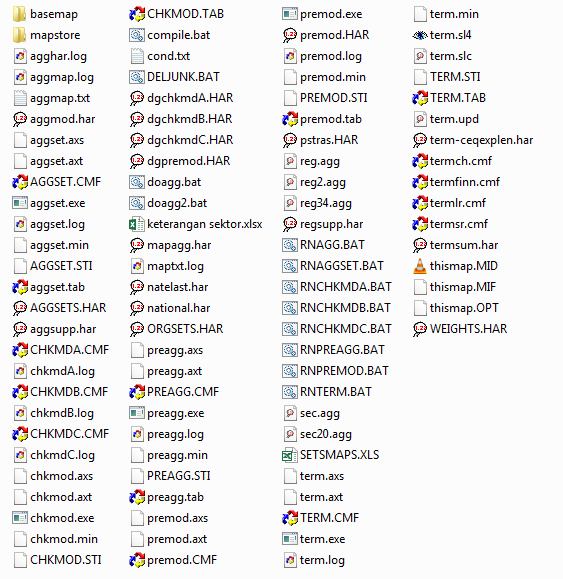 basemap
mapstore
agghar.log
aggmap.log
aggmap.txt
aggmod.har
aggset.axs
aggset.axt
AGGSET.CMF
aggset.exe
aggset.log
aggset.min
AGGSET.STI
aggset.tab
AGGSETS.HAR
aggsupp.har
CHKMDA.CMF
chkmdA.log
CHKMDB.CMF
chkmdB.log
CHKMDC.CMF
chkmdC.log
chkmod.axs
chkmod.axt
chkmod.exe
chkmod.min
CHKMOD.STI
CHKMOD.TAB
compile.bat
cond.txt
DELJUNK.BAT
dgchkmdA.HAR
dgchkmdB.HAR
dgchkmdC.HAR
dgpremod.HAR
doagg.bat
doagg2.bat
keterangan sektor.xlsx
mapagg.har
maptxt.log
natelast.har
national.har
ORGSETS.HAR
preagg.axs
preagg.axt
PREAGG.CMF
preagg.exe
preagg.log
preagg.min
PREAGG.STI
preagg.tab
premod.axs
premod.axt
premod.CMF
premod.exe
premod.HAR
premod.log
premod.min
PREMOD.STI
premod.tab
pstras.HAR
reg.agg
reg2.agg
reg34.agg
regsupp.har
RNAGG.BAT
RNAGGSET.BAT
RNCHKMDA.BAT
RNCHKMDB.BAT
RNCHKMDC.BAT
RNPREAGG.BAT
RNPREMOD.BAT
RNTERM.BAT
sec.agg
sec20.agg
SETSMAPS.XLS
term.axs
term.axt
TERM.CMF
term.exe
term.log
term.min
term.sl4
term.slc
TERM.STI
TERM.TAB
term.upd
term-ceqexplen.har
termch.cmf
termfinn.cmf
termlr.cmf
termsr.cmf
termsum.har
thismap.MID
thismap.MIF
thismap.OPT
WEIGHTS.HAR